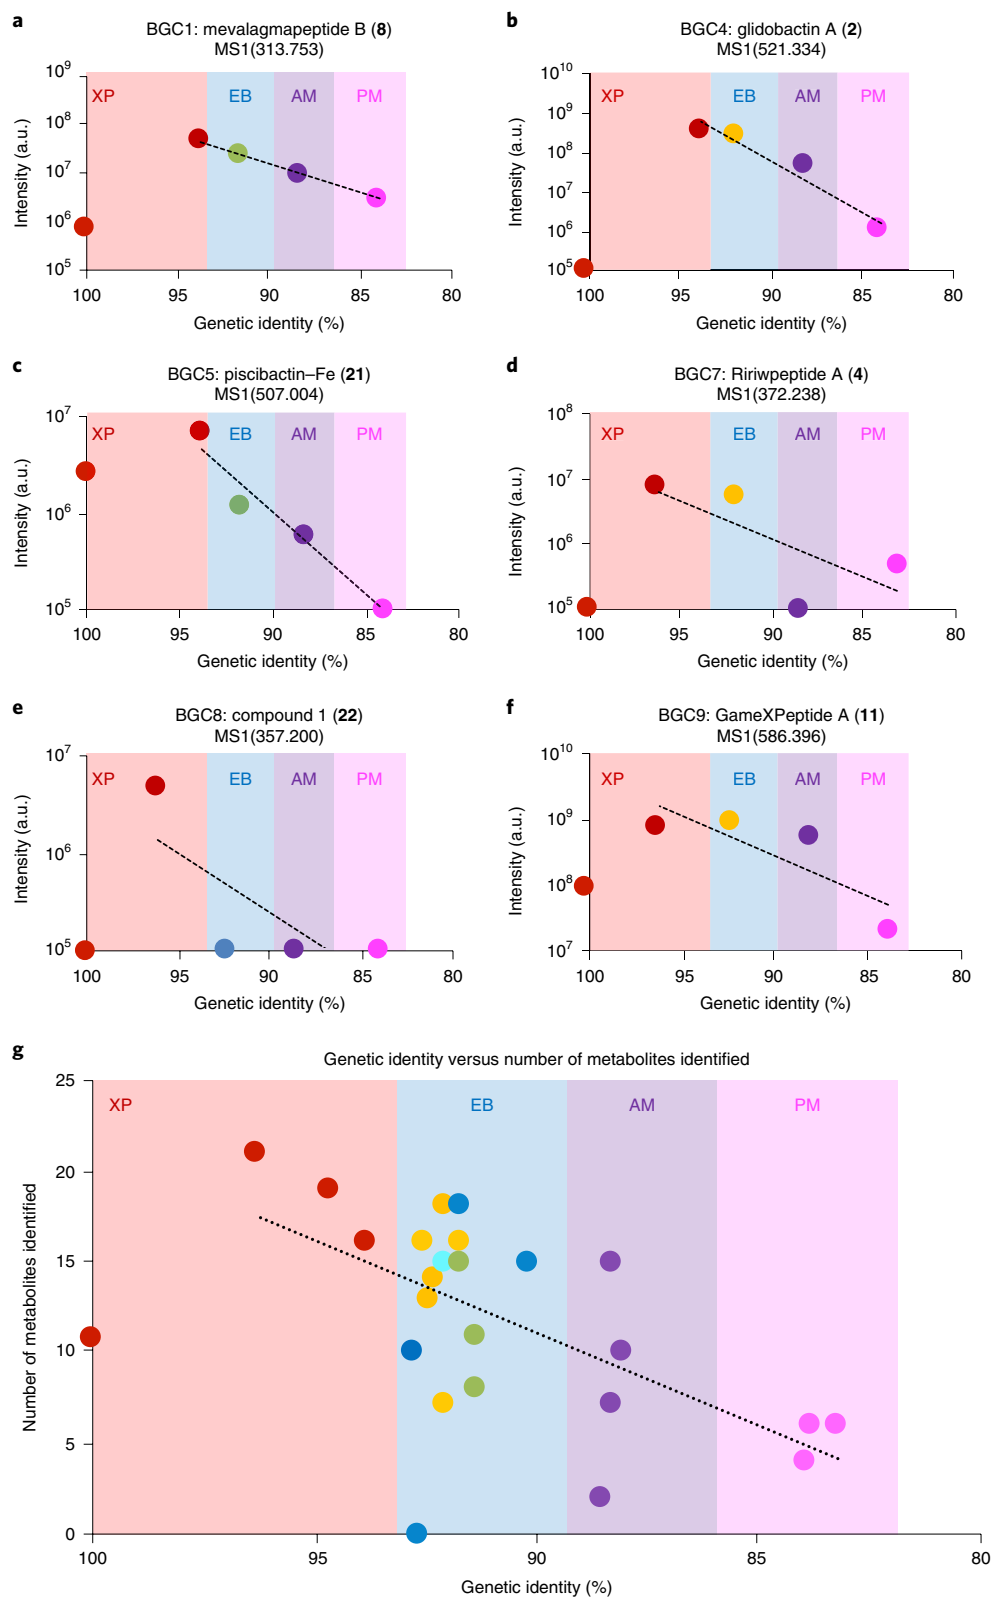 a
BGC1: mevalagmapeptide B (8)
MS1(313.753)
10^9
10^8
10^7
10^6
10^5
Intensity (a.u.)
XP
EB
AM
PM
100
95
90
85
80
Genetic identity (%)
b
BGC4: glidobactin A (2)
MS1(521.334)
10^10
10^9
10^8
10^7
10^6
10^5
Intensity (a.u.)
XP
EB
AM
PM
100
95
90
85
80
Genetic identity (%)
c
BGC5: piscibactin–Fe (21)
MS1(507.004)
10^7
10^6
10^5
Intensity (a.u.)
XP
EB
AM
PM
100
95
90
85
80
Genetic identity (%)
d
BGC7: Ririwpeptide A (4)
MS1(372.238)
10^8
10^7
10^6
10^5
Intensity (a.u.)
XP
EB
AM
PM
100
95
90
85
80
Genetic identity (%)
e
BGC8: compound 1 (22)
MS1(357.200)
10^7
10^6
10^5
Intensity (a.u.)
XP
EB
AM
PM
100
95
90
85
80
Genetic identity (%)
f
BGC9: GameXPeptide A (11)
MS1(586.396)
10^10
10^9
10^8
10^7
Intensity (a.u.)
XP
EB
AM
PM
100
95
90
85
80
Genetic identity (%)
g
Genetic identity versus number of metabolites identified
25
20
15
10
5
0
Number of metabolites identified
XP
EB
AM
PM
100
95
90
85
80
Genetic identity (%)